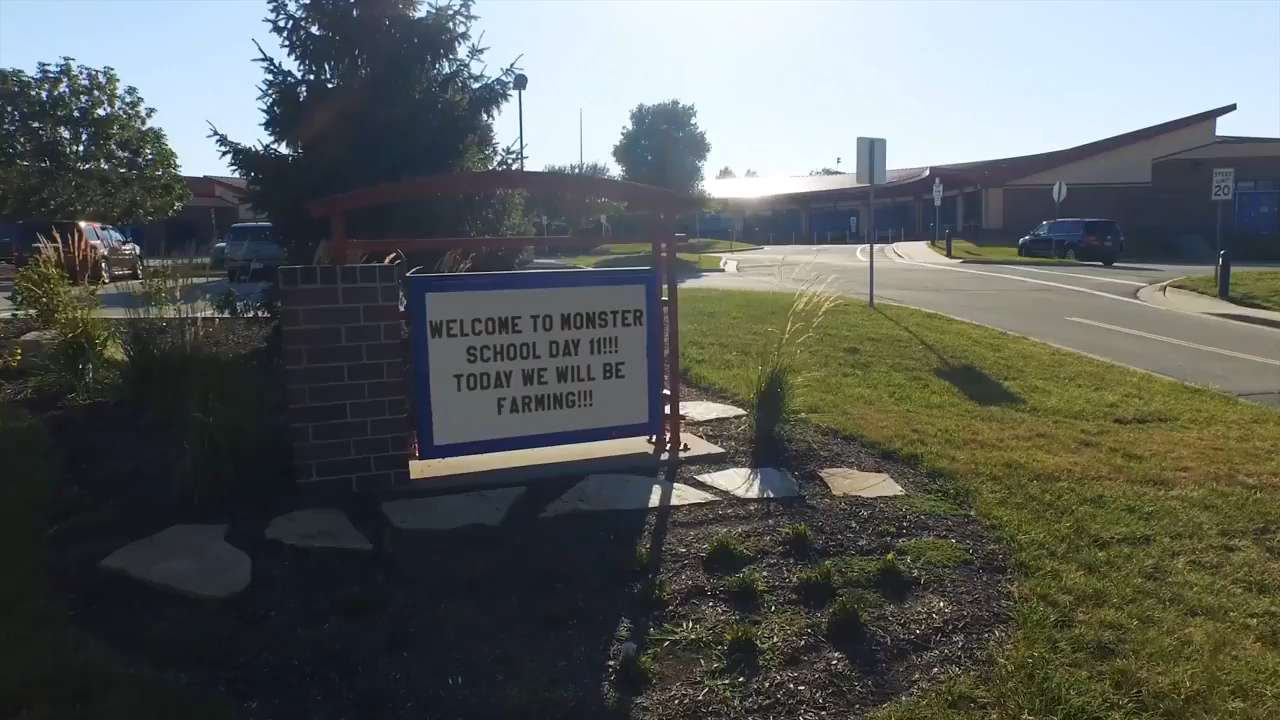 WELCOME TO MONSTER
SCHOOL DAY 11!!!
TODAY WE WILL BE
FARMING!!!
SPEED
LIMIT
20